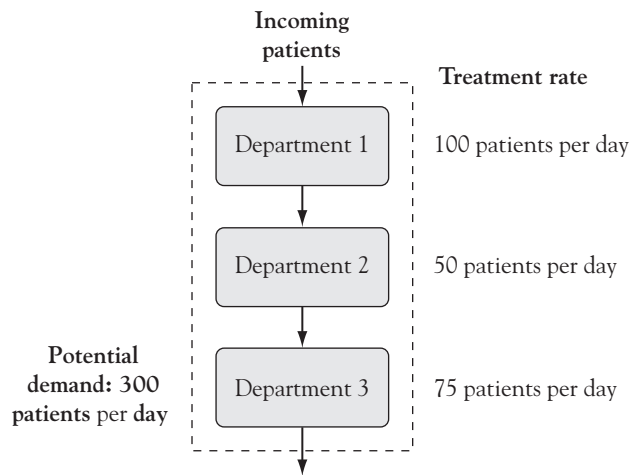 Incoming
patients
Treatment rate
Department 1
100 patients per day
Department 2
50 patients per day
Potential
demand: 300
patients per day
Department 3
75 patients per day